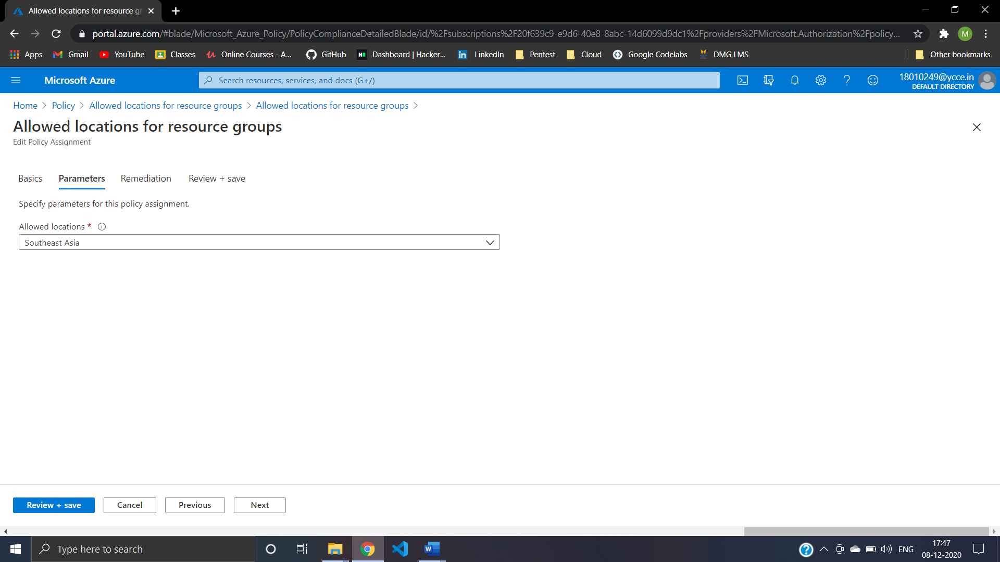 Allowed locations for resource gr
portal.azure.com/#blade/Microsoft_Azure_Policy/PolicyComplianceDetailedBlade/id/%2Fsubscriptions%2F20f639c9-e9d6-40e8-8abc-14d6099d9dc1%2Fproviders%2FMicrosoft.Authorization%2Fpolicy...
M
Apps Gmail YouTube Classes Online Courses - A... GitHub Dashboard | Hacker... LinkedIn Pentest Cloud Google Codelabs DMG LMS Other bookmarks
Microsoft Azure
Search resources, services, and docs (G+/)
18010249@ycce.in
DEFAULT DIRECTORY
Home > Policy > Allowed locations for resource groups > Allowed locations for resource groups >
Allowed locations for resource groups
Edit Policy Assignment
Basics Parameters Remediation Review + save
Specify parameters for this policy assignment.
Allowed locations *
Southeast Asia
Review + save Cancel Previous Next
Type here to search
ENG
17:47
08-12-2020